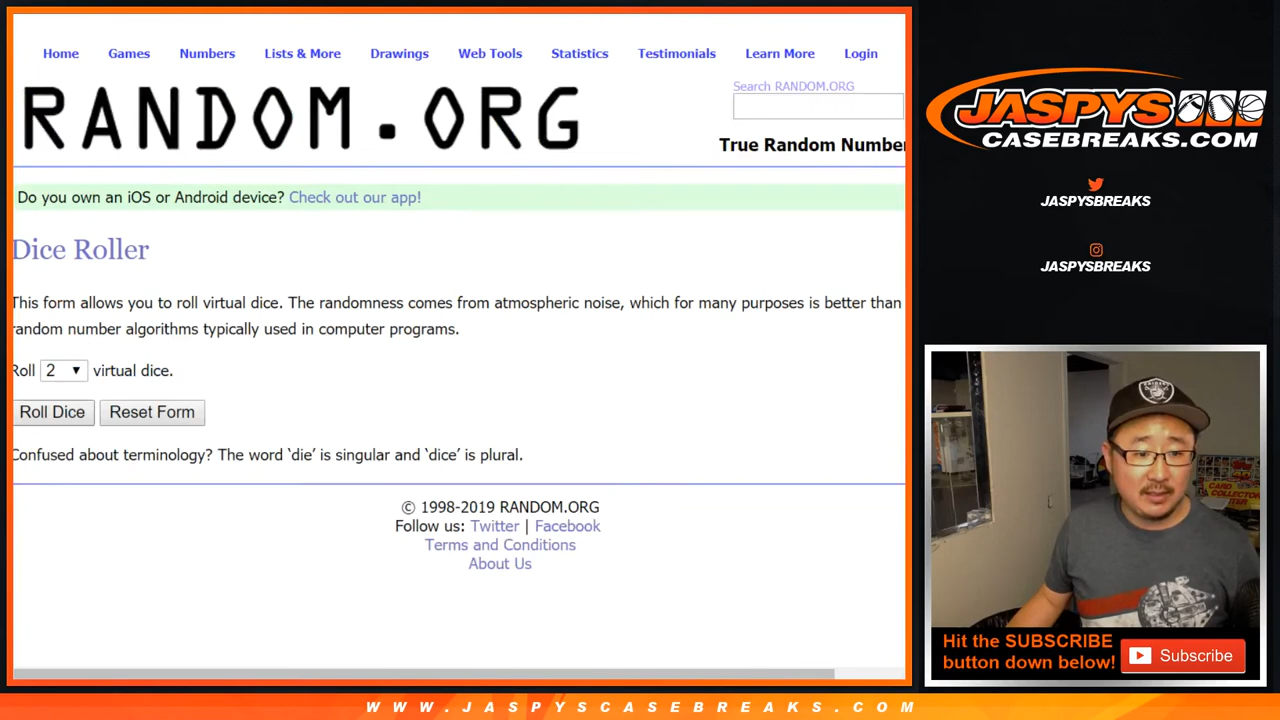 Home Games Numbers Lists & More Drawings Web Tools Statistics Testimonials Learn More Login
RANDOM.ORG
Search RANDOM.ORG
True Random Number
Do you own an iOS or Android device? Check out our app!
Dice Roller
This form allows you to roll virtual dice. The randomness comes from atmospheric noise, which for many purposes is better than
random number algorithms typically used in computer programs.
Roll 2 virtual dice.
Roll Dice Reset Form
Confused about terminology? The word ‘die’ is singular and ‘dice’ is plural.
© 1998-2019 RANDOM.ORG
Follow us: Twitter | Facebook
Terms and Conditions
About Us
JASPYS
CASEBREAKS.COM
JASPYSBREAKS
JASPYSBREAKS
RAIDERS
Hit the SUBSCRIBE
button down below!
Subscribe
WWW.JASPYSCASEBREAKS.COM